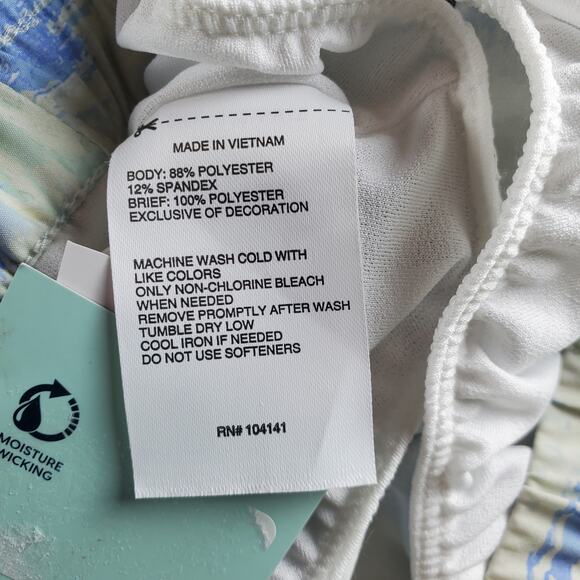 MADE IN VIETNAM
BODY: 88% POLYESTER
12% SPANDEX
BRIEF: 100% POLYESTER
EXCLUSIVE OF DECORATION
MACHINE WASH COLD WITH
LIKE COLORS
ONLY NON-CHLORINE BLEACH
WHEN NEEDED
REMOVE PROMPTLY AFTER WASH
TUMBLE DRY LOW
COOL IRON IF NEEDED
DO NOT USE SOFTENERS
RN# 104141
MOISTURE
WICKING